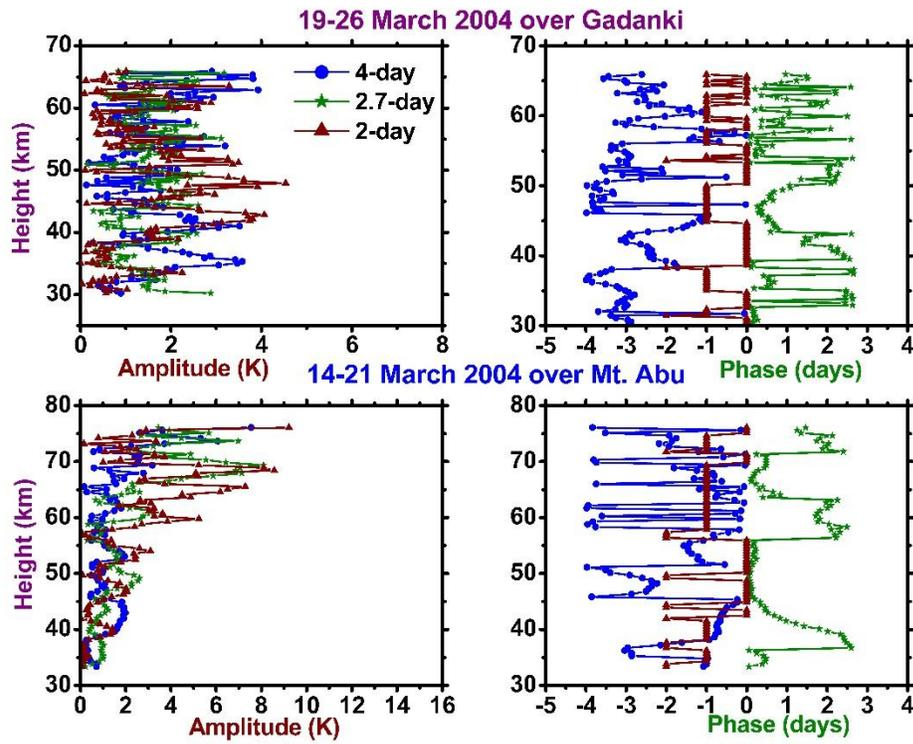 19-26 March 2004 over Gadanki
70
60
50
40
30
Height (km)
4-day
2.7-day
2-day
0 2 4 6 8
Amplitude (K)
70
60
50
40
30
-5 -4 -3 -2 -1 0 1 2 3 4
Phase (days)
14-21 March 2004 over Mt. Abu
80
70
60
50
40
30
Height (km)
0 2 4 6 8 10 12 14 16
Amplitude (K)
80
70
60
50
40
30
-5 -4 -3 -2 -1 0 1 2 3 4
Phase (days)